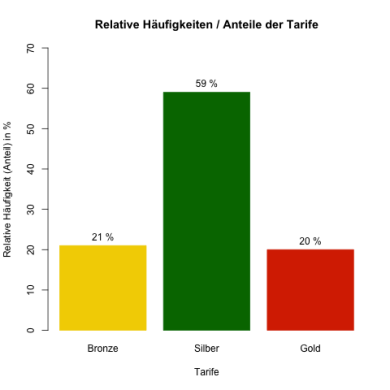 Relative Häufigkeiten / Anteile der Tarife
Relative Häufigkeit (Anteil) in %
70
60
50
40
30
20
10
0
59 %
21 %
20 %
Bronze
Silber
Gold
Tarife